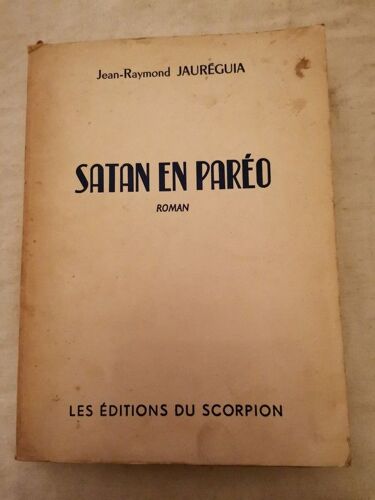 Jean-Raymond JAURÉGUIA
SATAN EN PARÉO
ROMAN
LES ÉDITIONS DU SCORPION